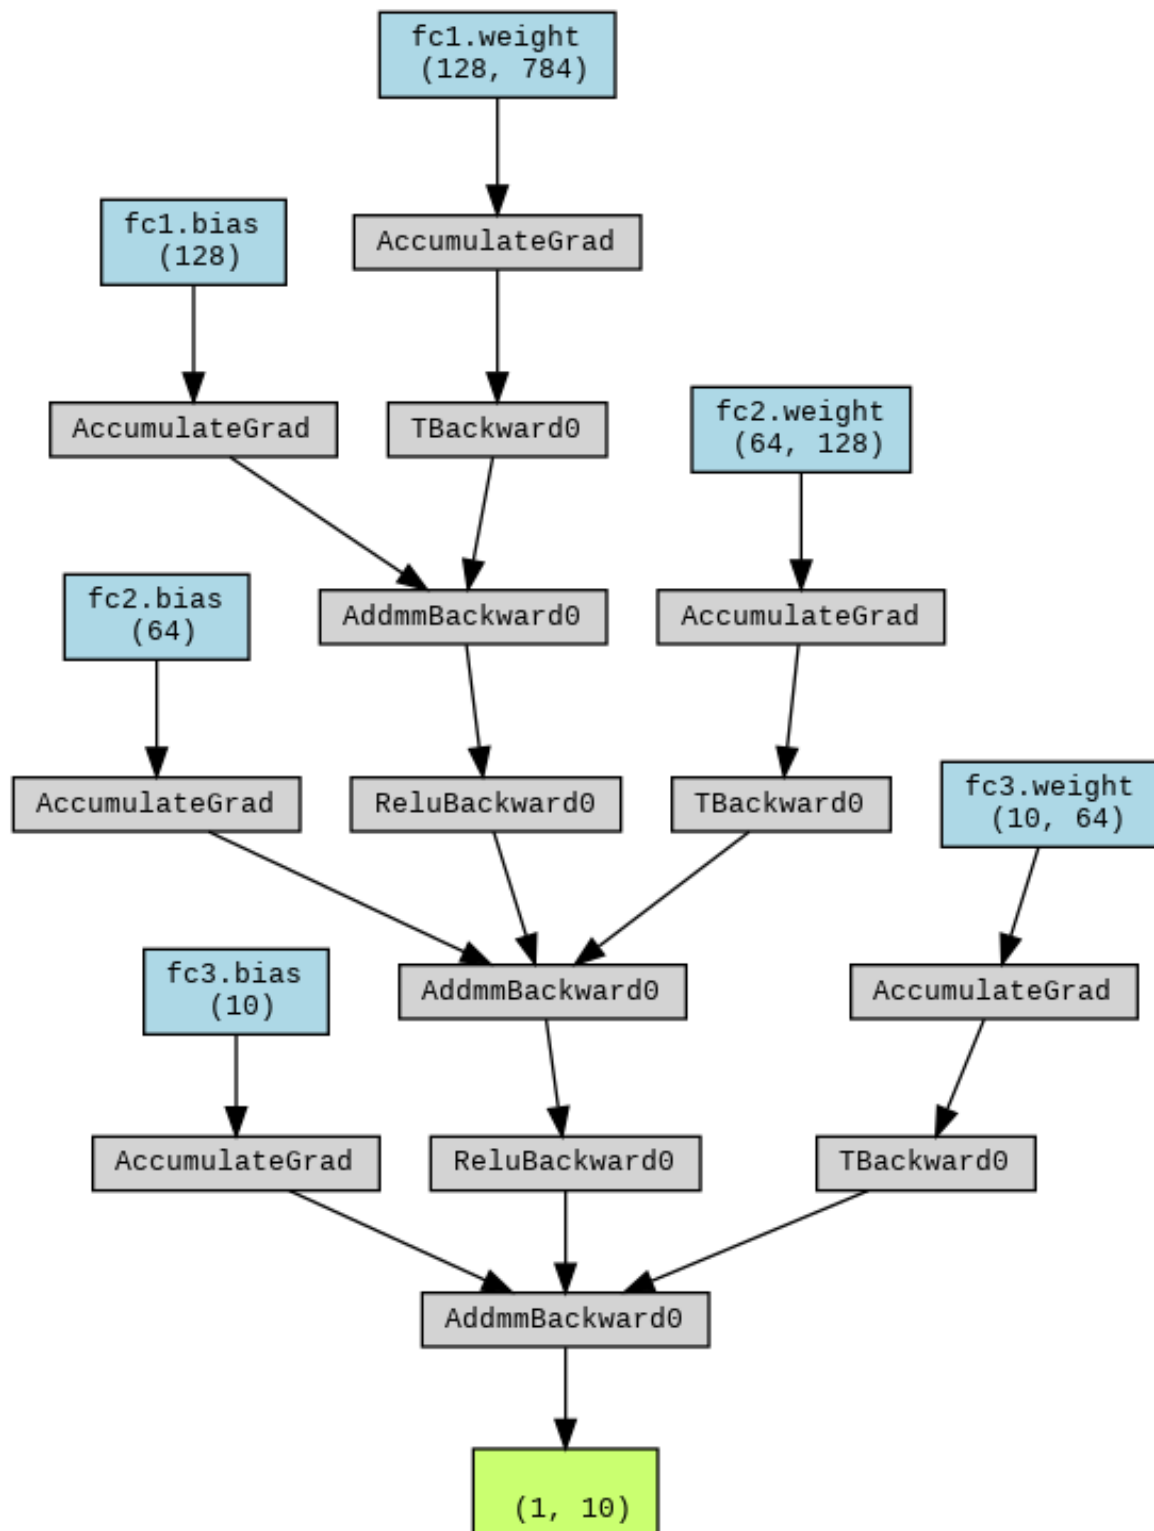 fc1.weight
(128, 784)
fc1.bias
(128)
AccumulateGrad
AccumulateGrad
TBackward0
fc2.weight
(64, 128)
fc2.bias
(64)
AddmmBackward0
AccumulateGrad
AccumulateGrad
ReluBackward0
TBackward0
fc3.weight
(10, 64)
fc3.bias
(10)
AddmmBackward0
AccumulateGrad
AccumulateGrad
ReluBackward0
TBackward0
AddmmBackward0
(1, 10)